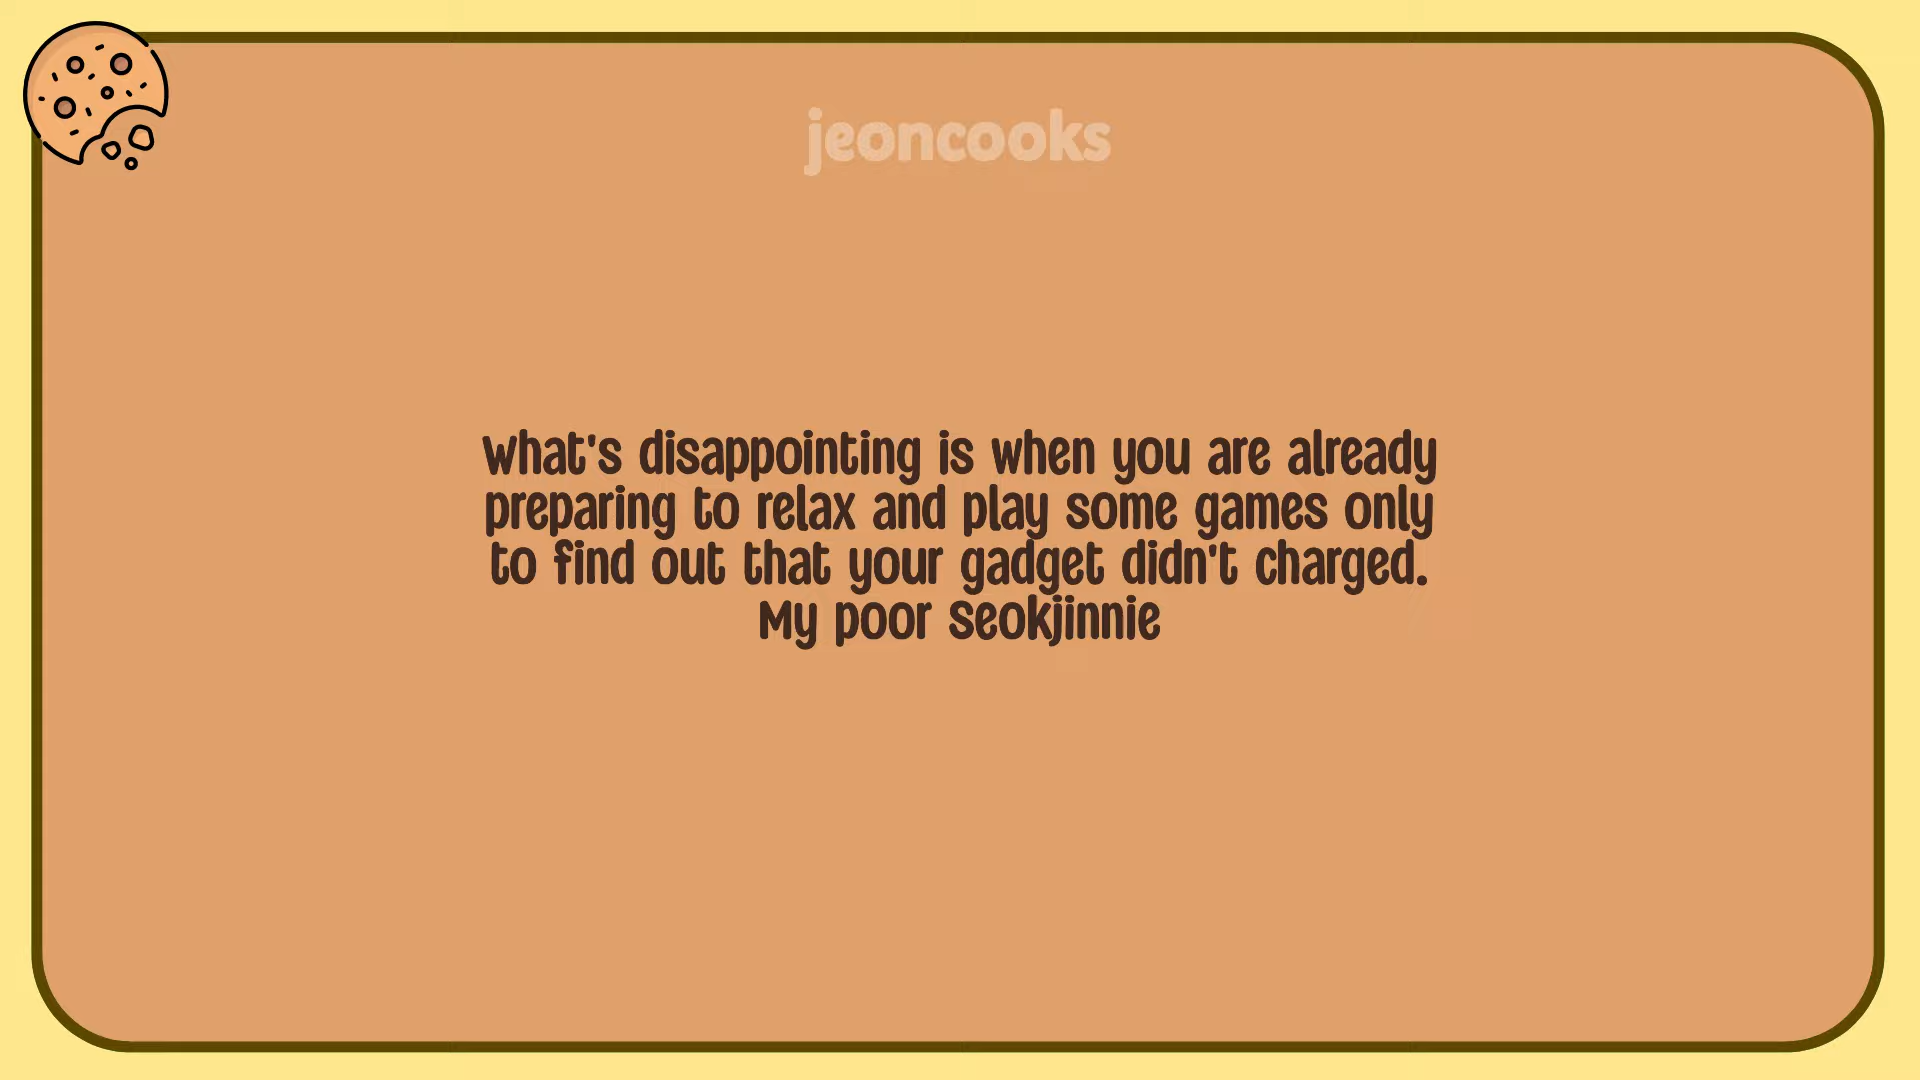 jeoncooks
What's disappointing is when you are already
preparing to relax and play some games only
to find out that your gadget didn't charged.
My poor Seokjinnie